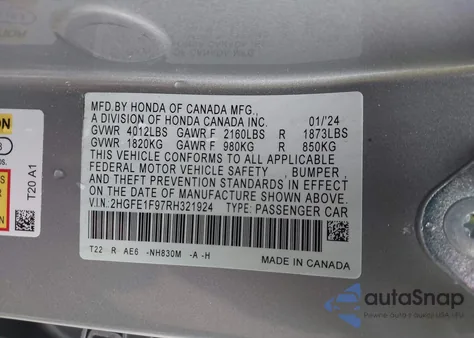 MFD.BY HONDA OF CANADA MFG.,
A DIVISION OF HONDA CANADA INC. 01/'24
GVWR 4012LBS GAWR F 2160LBS R 1873LBS
GVWR 1820KG GAWR F 980KG R 850KG
THIS VEHICLE CONFORMS TO ALL APPLICABLE
FEDERAL MOTOR VEHICLE SAFETY , BUMPER ,
AND THEFT PREVENTION STANDARDS IN EFFECT
ON THE DATE OF MANUFACTURE SHOWN ABOVE.
V.I.N: 2HGFE1F97RH321924 TYPE: PASSENGER CAR
T22 R AE6 -NH830M -A -H
MADE IN CANADA
T20 A1
autoSnap